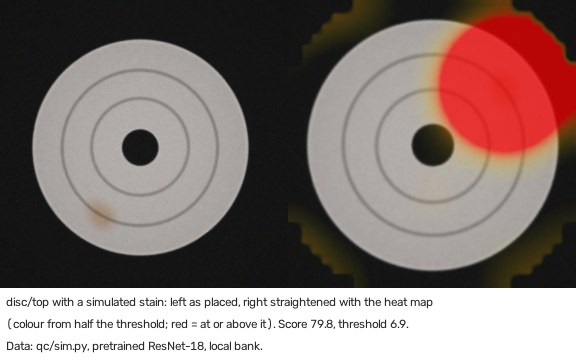 disc/top with a simulated stain: left as placed, right straightened with the heat map
(colour from half the threshold; red = at or above it). Score 79.8, threshold 6.9.
Data: qc/sim.py, pretrained ResNet-18, local bank.